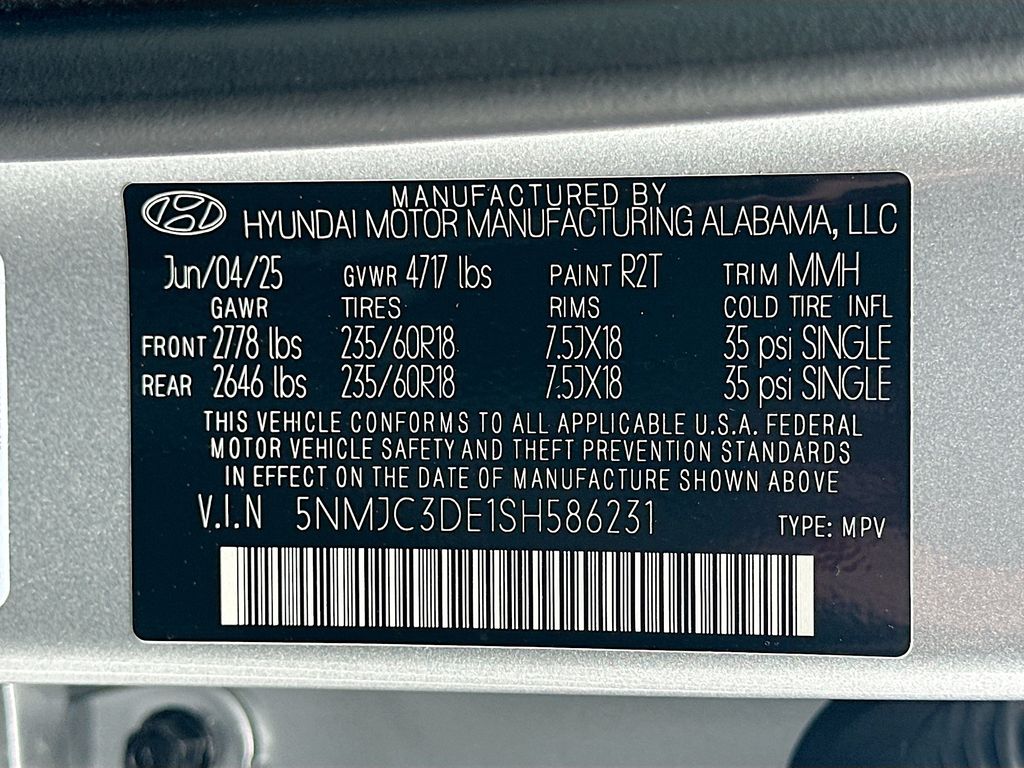 MANUFACTURED BY
HYUNDAI MOTOR MANUFACTURING ALABAMA, LLC
Jun/04/25 GVWR 4717 lbs PAINT R2T TRIM MMH
GAWR TIRES RIMS COLD TIRE INFL
FRONT 2778 lbs 235/60R18 7.5JX18 35 psi SINGLE
REAR 2646 lbs 235/60R18 7.5JX18 35 psi SINGLE
THIS VEHICLE CONFORMS TO ALL APPLICABLE U.S.A. FEDERAL
MOTOR VEHICLE SAFETY AND THEFT PREVENTION STANDARDS
IN EFFECT ON THE DATE OF MANUFACTURE SHOWN ABOVE
V.I.N 5NMJC3DE1SH586231 TYPE: MPV